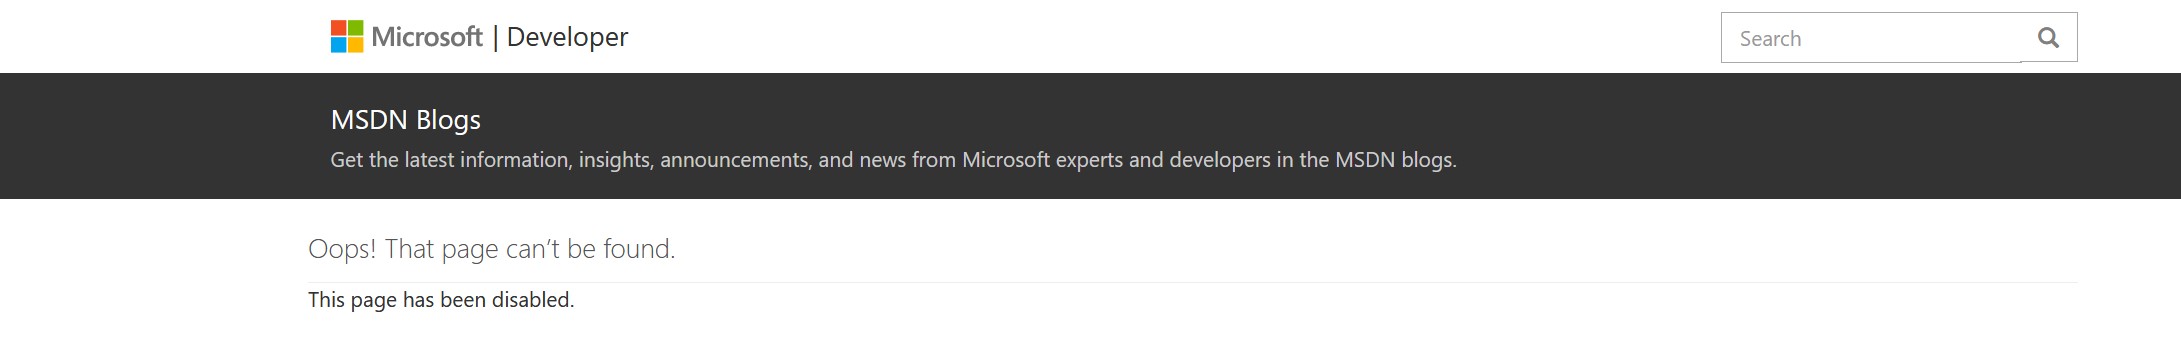 Microsoft | Developer
Search
MSDN Blogs
Get the latest information, insights, announcements, and news from Microsoft experts and developers in the MSDN blogs.
Oops! That page can’t be found.
This page has been disabled.